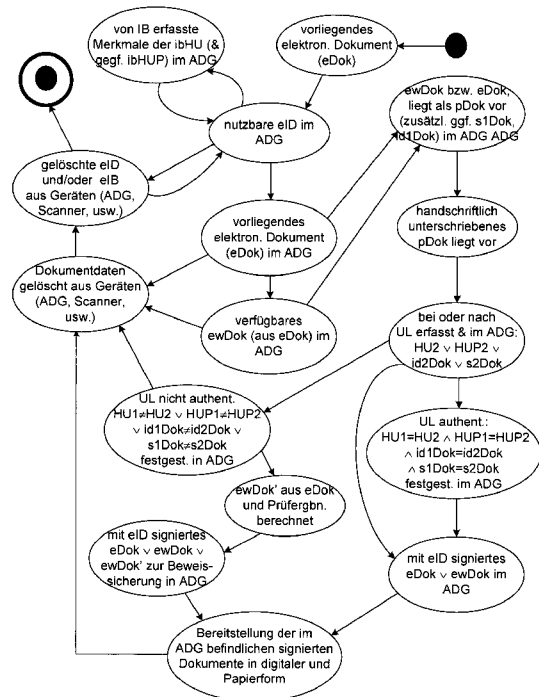 von IB erfasste
Merkmale der ibHU (&
gegf. ibHUP) im ADG
vorliegendes
elektron. Dokument
(eDok)
nutzbare eID im
ADG
ewDok bzw. eDok,
liegt als pDok vor
(zusätzl. ggf. s1Dok,
id1Dok) im ADG ADG
gelöschte eID
und/oder eIB
aus Geräten (ADG,
Scanner, usw.)
vorliegendes
elektron. Dokument
(eDok) im ADG
handschriftlich
unterschriebenes
pDok liegt vor
Dokumentdaten
gelöscht aus Geräten
(ADG, Scanner,
usw.)
verfügbares
ewDok (aus eDok) im
ADG
bei oder nach
UL erfasst & im ADG:
HU2 ∨ HUP2 ∨
id2Dok ∨ s2Dok
UL nicht authent.
HU1≠HU2 ∨ HUP1≠HUP2
∨ id1Dok≠id2Dok ∨
s1Dok≠s2Dok
festgest. in ADG
UL authent.:
HU1=HU2 ∧ HUP1=HUP2
∧ id1Dok=id2Dok
∧ s1Dok=s2Dok
festgest. im ADG
ewDok' aus eDok
und Prüfergbn.
berechnet
mit eID signiertes
eDok ∨ ewDok ∨
ewDok' zur Beweis-
sicherung in ADG
mit eID signiertes
eDok ∨ ewDok im
ADG
Bereitstellung der im
ADG befindlichen signierten
Dokumente in digitaler und
Papierform